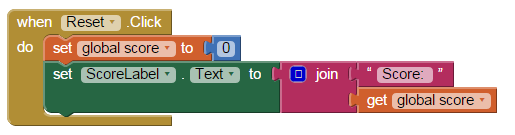 when Reset .Click
do set global score to 0
set ScoreLabel . Text to join “ Score: ”
get global score